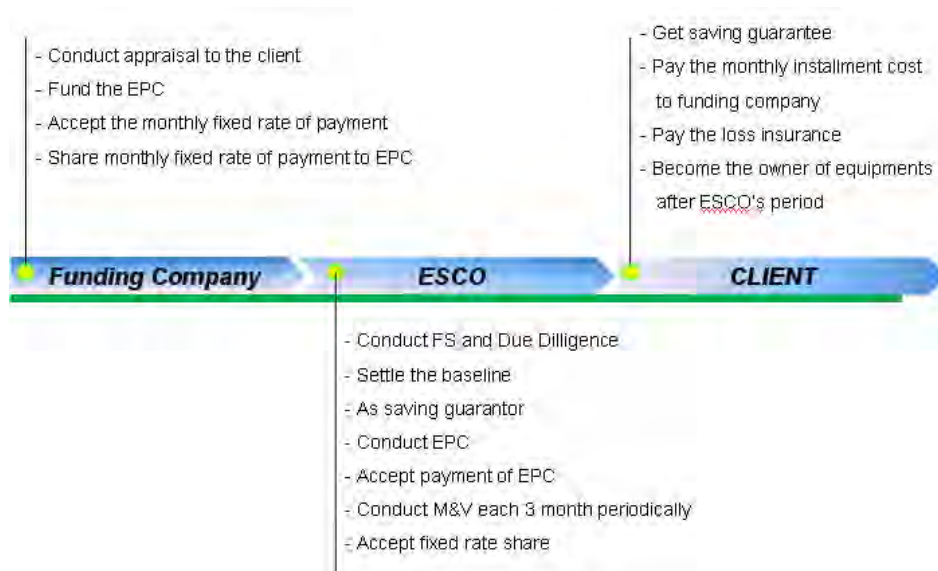 - Conduct appraisal to the client
- Fund the EPC
- Accept the monthly fixed rate of payment
- Share monthly fixed rate of payment to EPC
- Get saving guarantee
- Pay the monthly installment cost
to funding company
- Pay the loss insurance
- Become the owner of equipments
after ESCO's period
Funding Company
ESCO
CLIENT
- Conduct FS and Due Dilligence
- Settle the baseline
- As saving guarantor
- Conduct EPC
- Accept payment of EPC
- Conduct M&V each 3 month periodically
- Accept fixed rate share